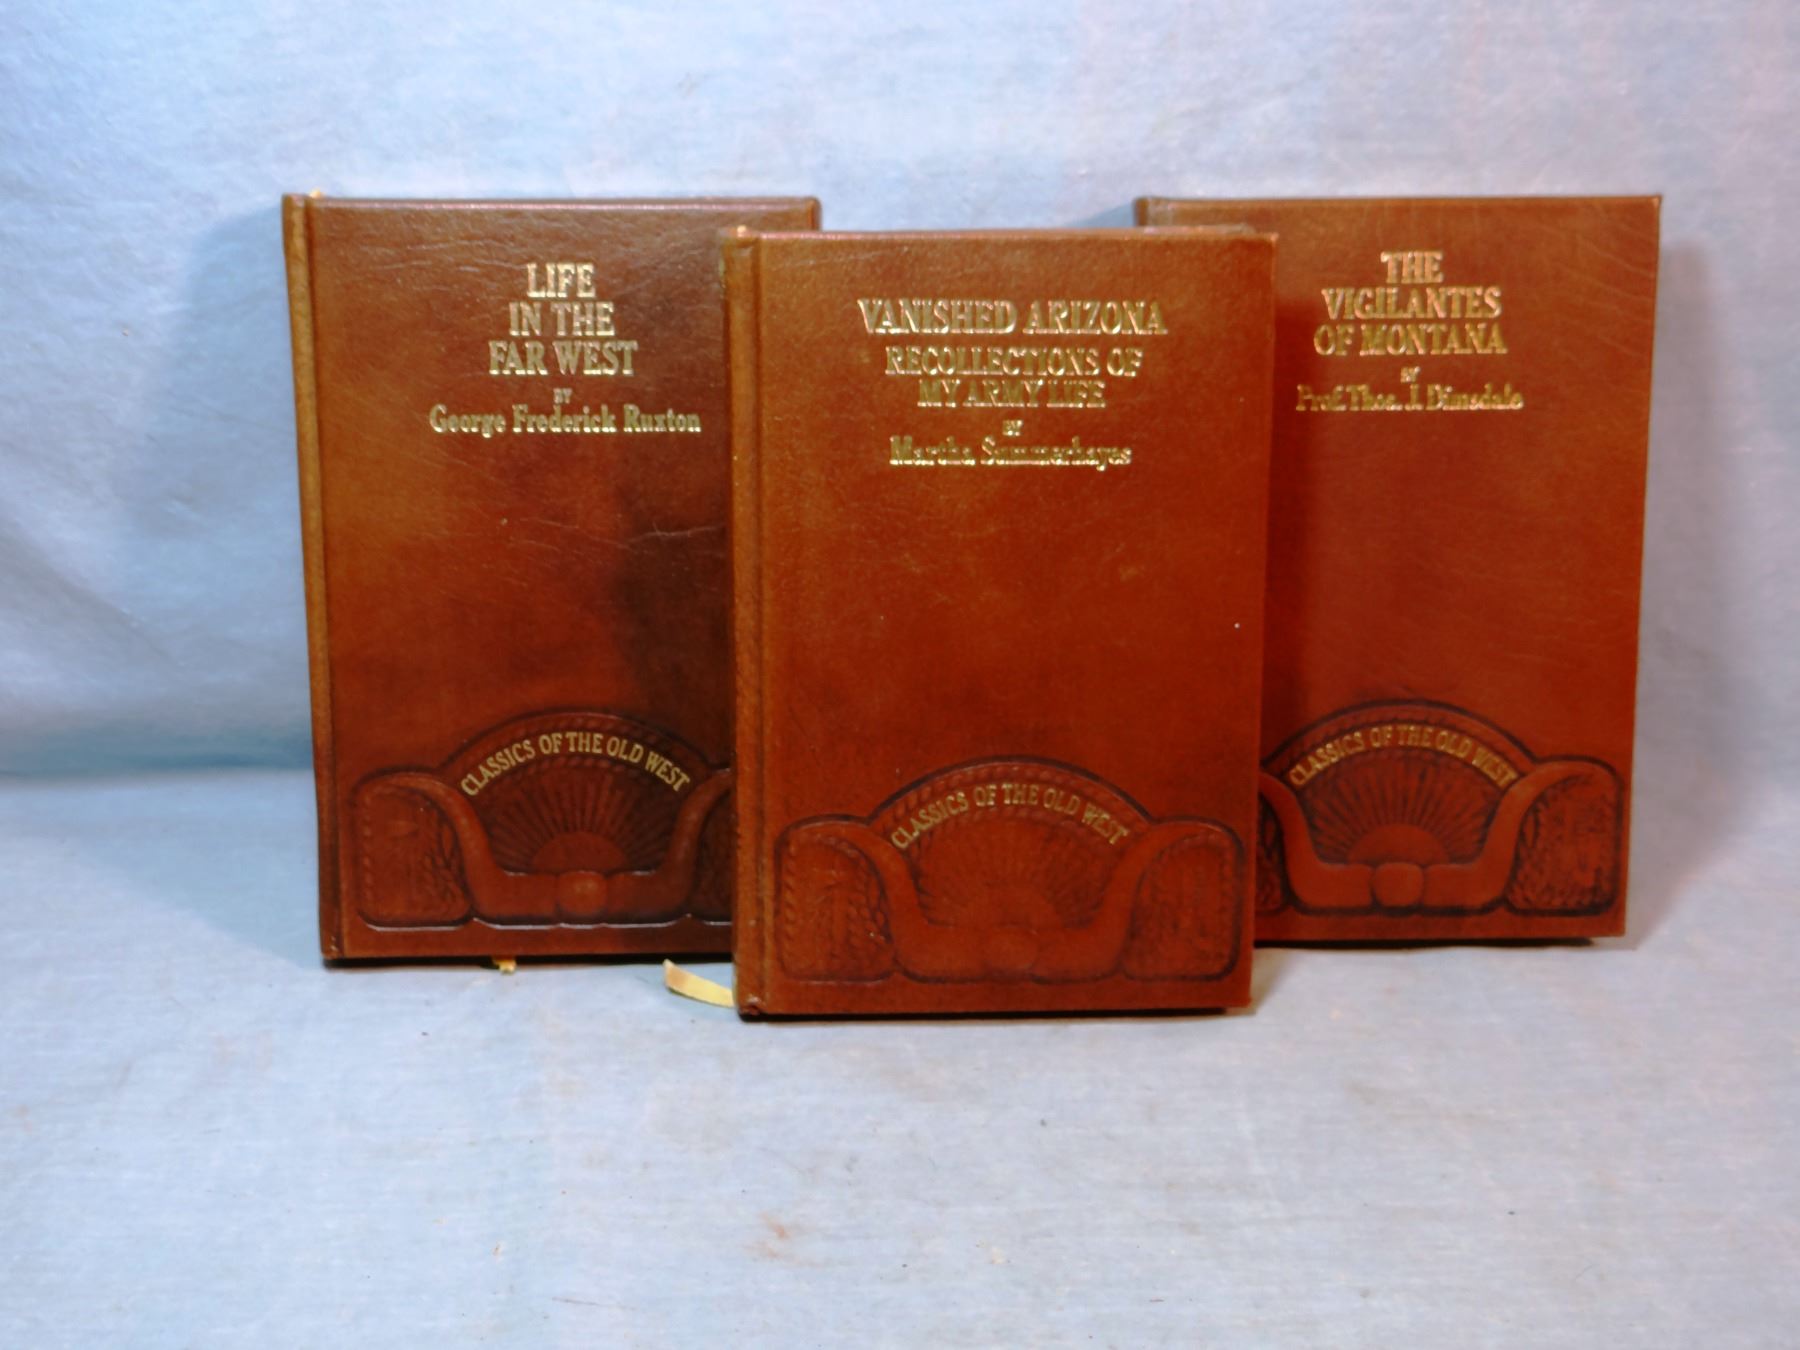 LIFE
IN THE
FAR WEST
BY
George Frederick Ruxton
CLASSICS OF THE OLD WEST
VANISHED ARIZONA
RECOLLECTIONS OF
MY ARMY LIFE
BY
Martha Summerhayes
CLASSICS OF THE OLD WEST
THE
VIGILANTES
OF MONTANA
BY
Prof. Thos. J. Dimsdale
CLASSICS OF THE OLD WEST